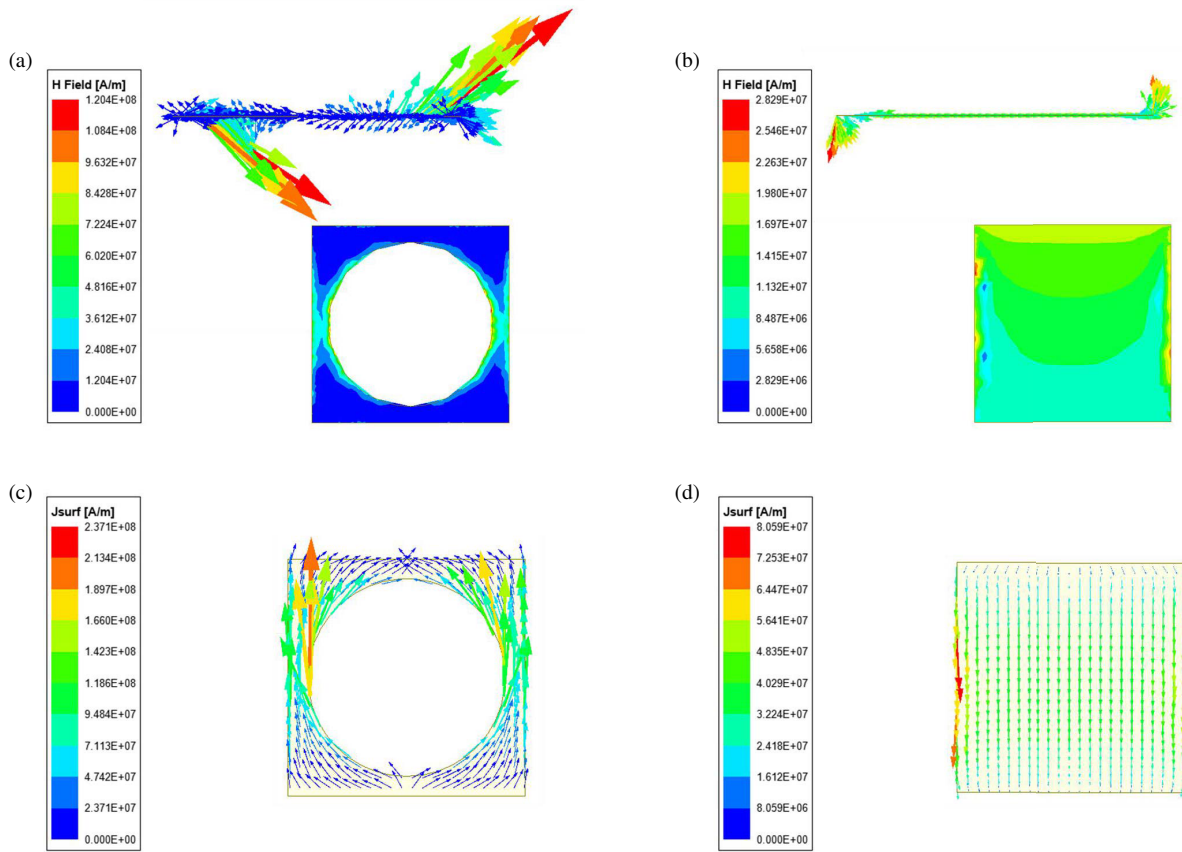 (a)
H Field [A/m]
1.204E+08
1.084E+08
9.632E+07
8.428E+07
7.224E+07
6.020E+07
4.816E+07
3.612E+07
2.408E+07
1.204E+07
0.000E+00
(b)
H Field [A/m]
2.829E+07
2.546E+07
2.263E+07
1.980E+07
1.697E+07
1.415E+07
1.132E+07
8.487E+06
5.658E+06
2.829E+06
0.000E+00
(c)
Jsurf [A/m]
2.371E+08
2.134E+08
1.897E+08
1.660E+08
1.423E+08
1.186E+08
9.484E+07
7.113E+07
4.742E+07
2.371E+07
0.000E+00
(d)
Jsurf [A/m]
8.059E+07
7.253E+07
6.447E+07
5.641E+07
4.835E+07
4.029E+07
3.224E+07
2.418E+07
1.612E+07
8.059E+06
0.000E+00